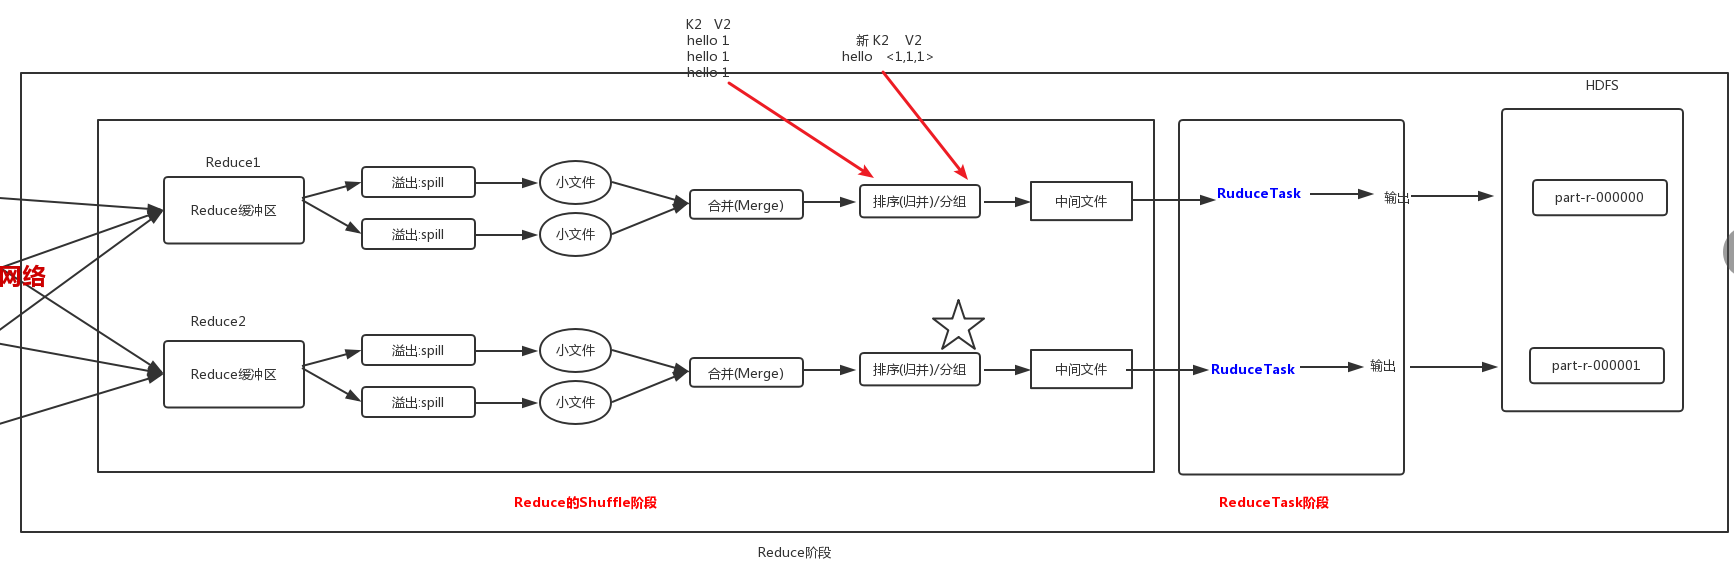 K2 V2
hello 1
hello 1
hello 1
新 K2 V2
hello <1,1,1>
HDFS
Reduce1
Reduce缓冲区
溢出:spill
小文件
溢出:spill
小文件
合并(Merge)
排序(归并)/分组
中间文件
RuduceTask
输出
part-r-000000
网络
Reduce2
Reduce缓冲区
溢出:spill
小文件
溢出:spill
小文件
合并(Merge)
排序(归并)/分组
中间文件
RuduceTask
输出
part-r-000001
Reduce的Shuffle阶段
ReduceTask阶段
Reduce阶段